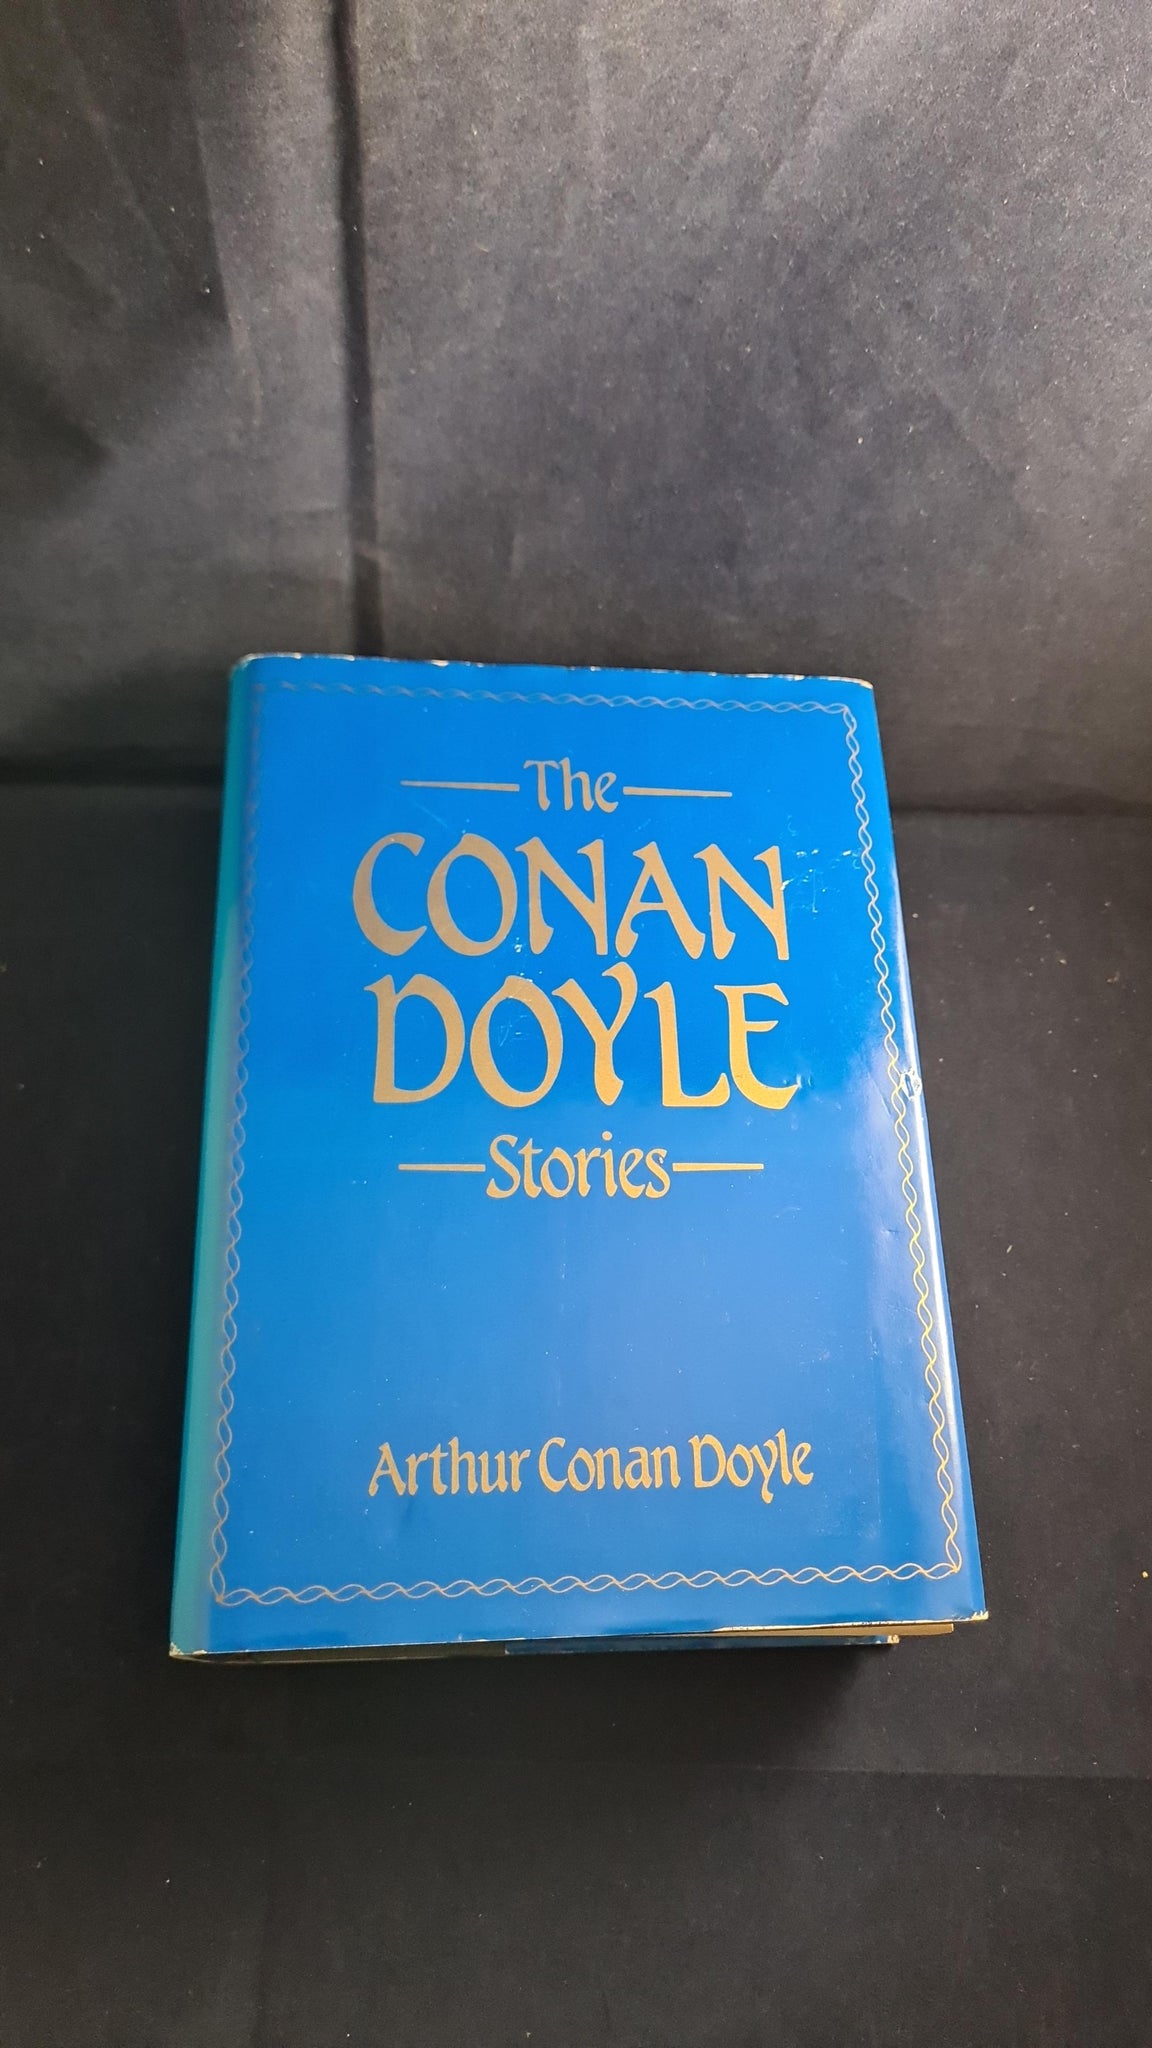 The
CONAN
DOYLE
Stories
Arthur Conan Doyle